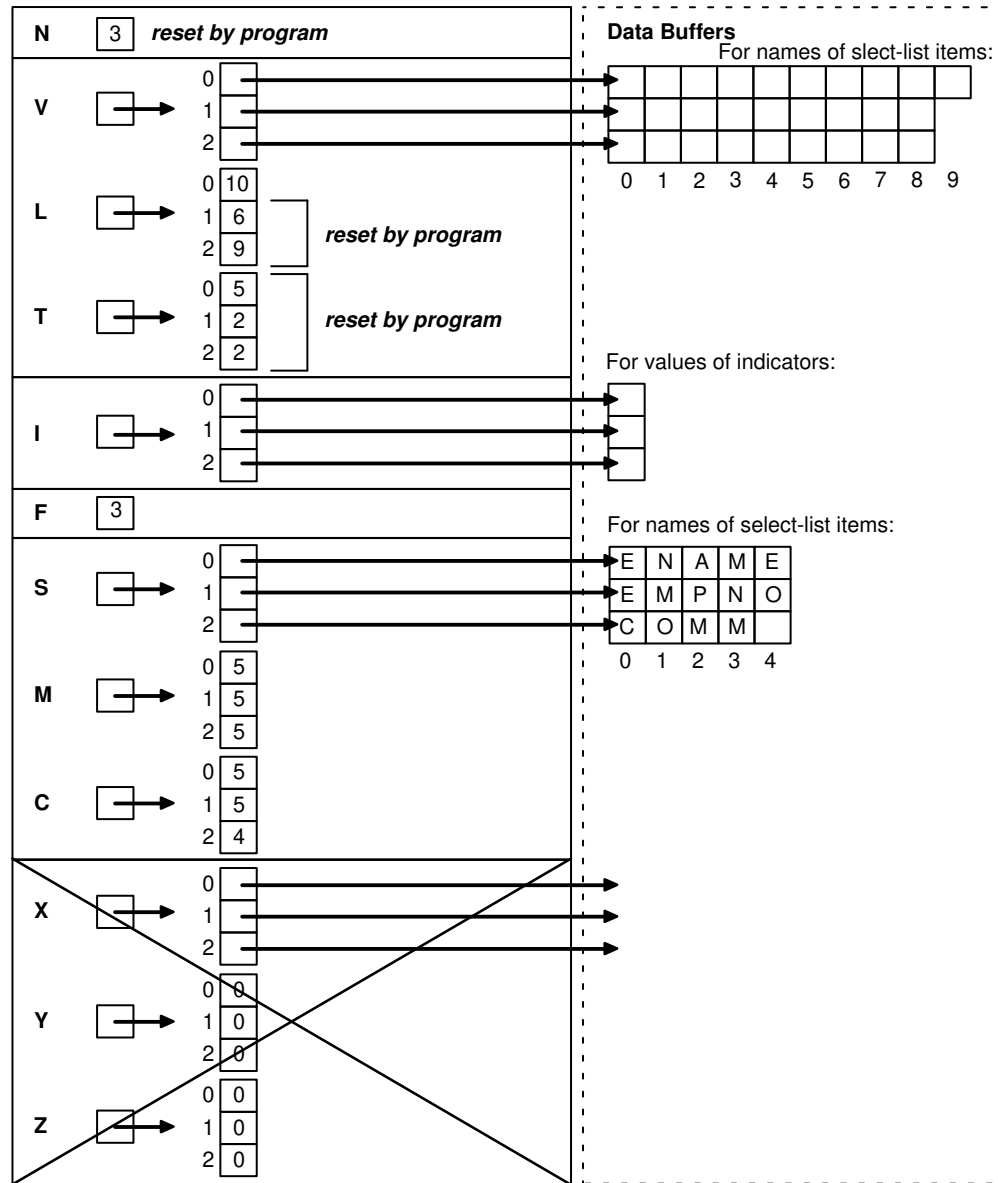 N 3 reset by program
Data Buffers
For names of slect-list items:
V
0
1
2
0 1 2 3 4 5 6 7 8 9
L
0 10
1 6
2 9
reset by program
T
0 5
1 2
2 2
reset by program
For values of indicators:
I
0
1
2
F 3
For names of select-list items:
S
0
1
2
E N A M E
E M P N O
C O M M
0 1 2 3 4
M
0 5
1 5
2 5
C
0 5
1 5
2 4
X
0
1
2
Y
0 0
1 0
2 0
Z
0 0
1 0
2 0